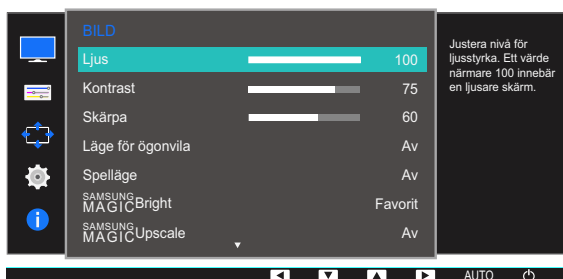 BILD
Ljus 100
Kontrast 75
Skärpa 60
Läge för ögonvila Av
Spelläge Av
SAMSUNG MAGIC Bright Favorit
SAMSUNG MAGIC Upscale Av
Justera nivå för
ljusstyrka. Ett värde
närmare 100 innebär
en ljusare skärm.
AUTO